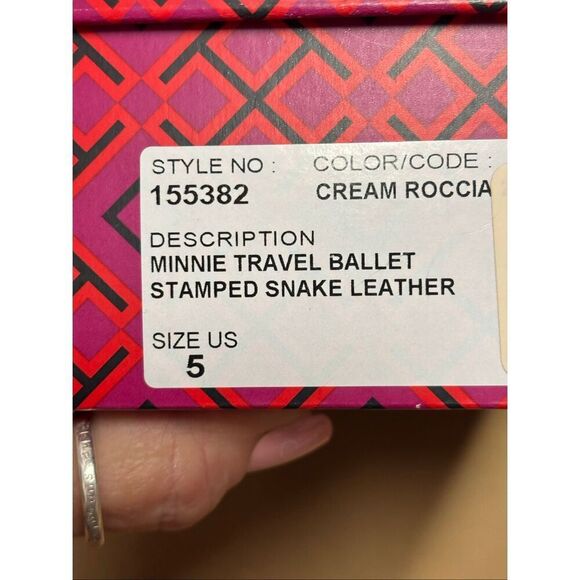 STYLE NO : COLOR/CODE :
155382 CREAM ROCCIA
DESCRIPTION
MINNIE TRAVEL BALLET
STAMPED SNAKE LEATHER
SIZE US
5